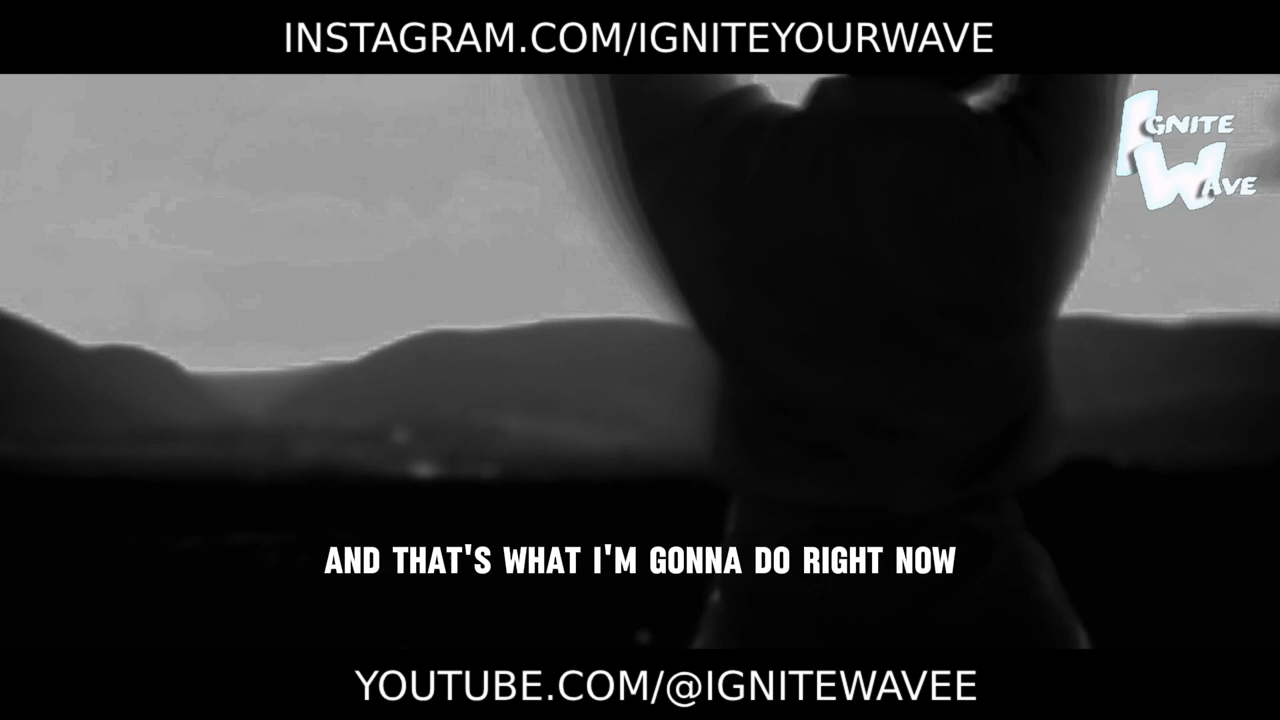 INSTAGRAM.COM/IGNITEYOURWAVE
IGNITE
WAVE
AND THAT'S WHAT I'M GONNA DO RIGHT NOW
YOUTUBE.COM/@IGNITEWAVEE